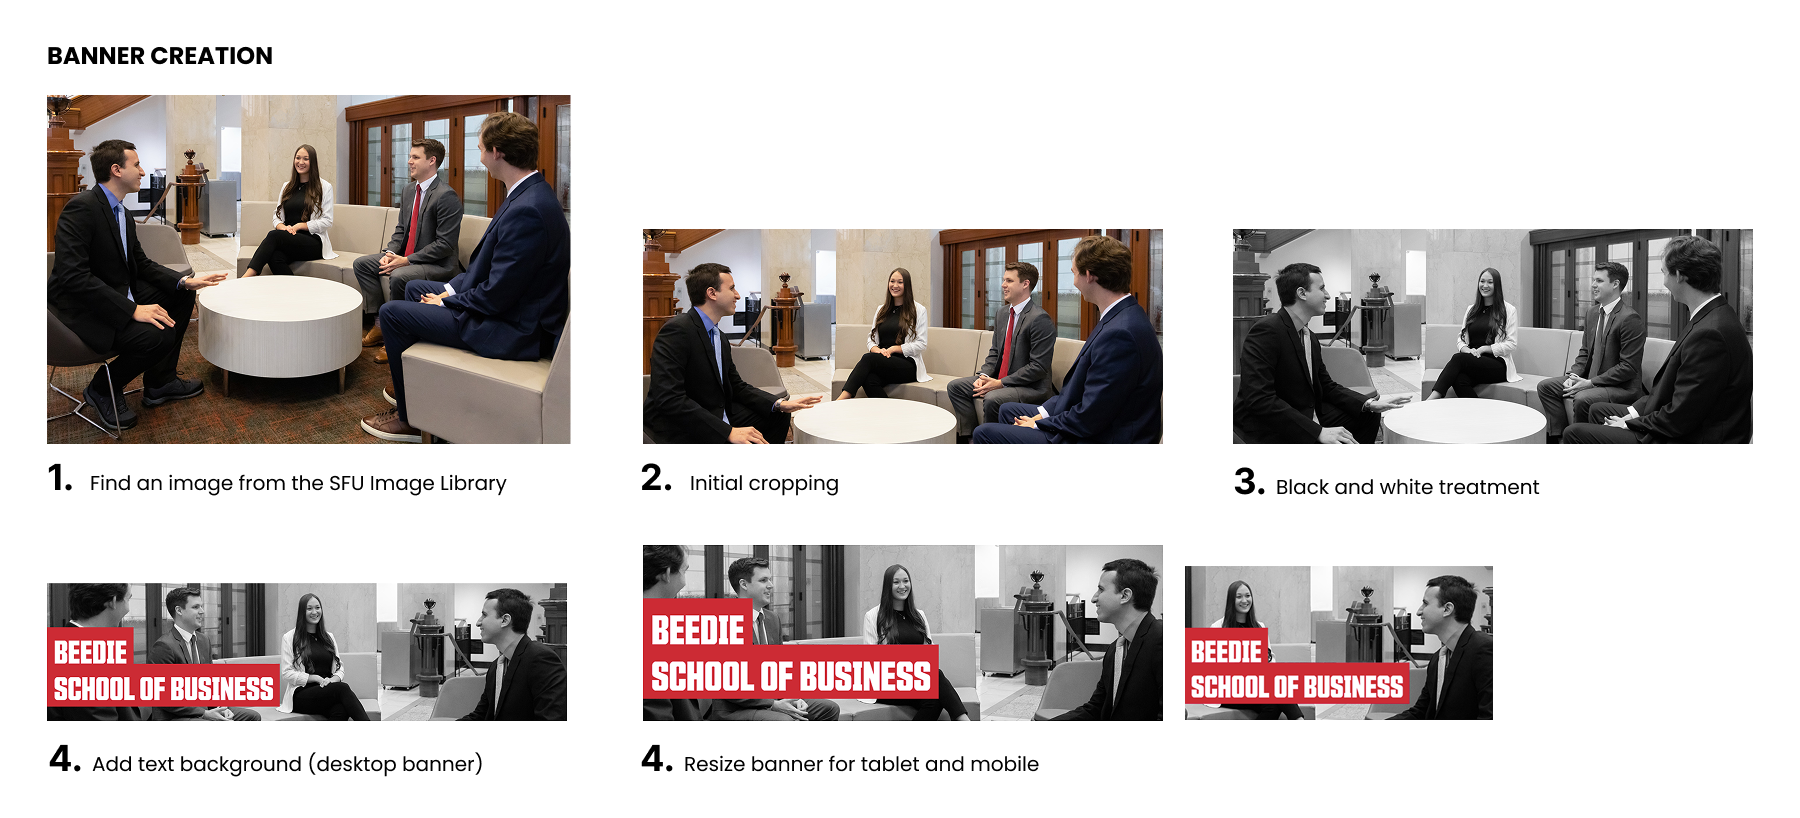 BANNER CREATION
1. Find an image from the SFU Image Library
2. Initial cropping
3. Black and white treatment
BEEDIE
SCHOOL OF BUSINESS
4. Add text background (desktop banner)
BEEDIE
SCHOOL OF BUSINESS
BEEDIE
SCHOOL OF BUSINESS
4. Resize banner for tablet and mobile